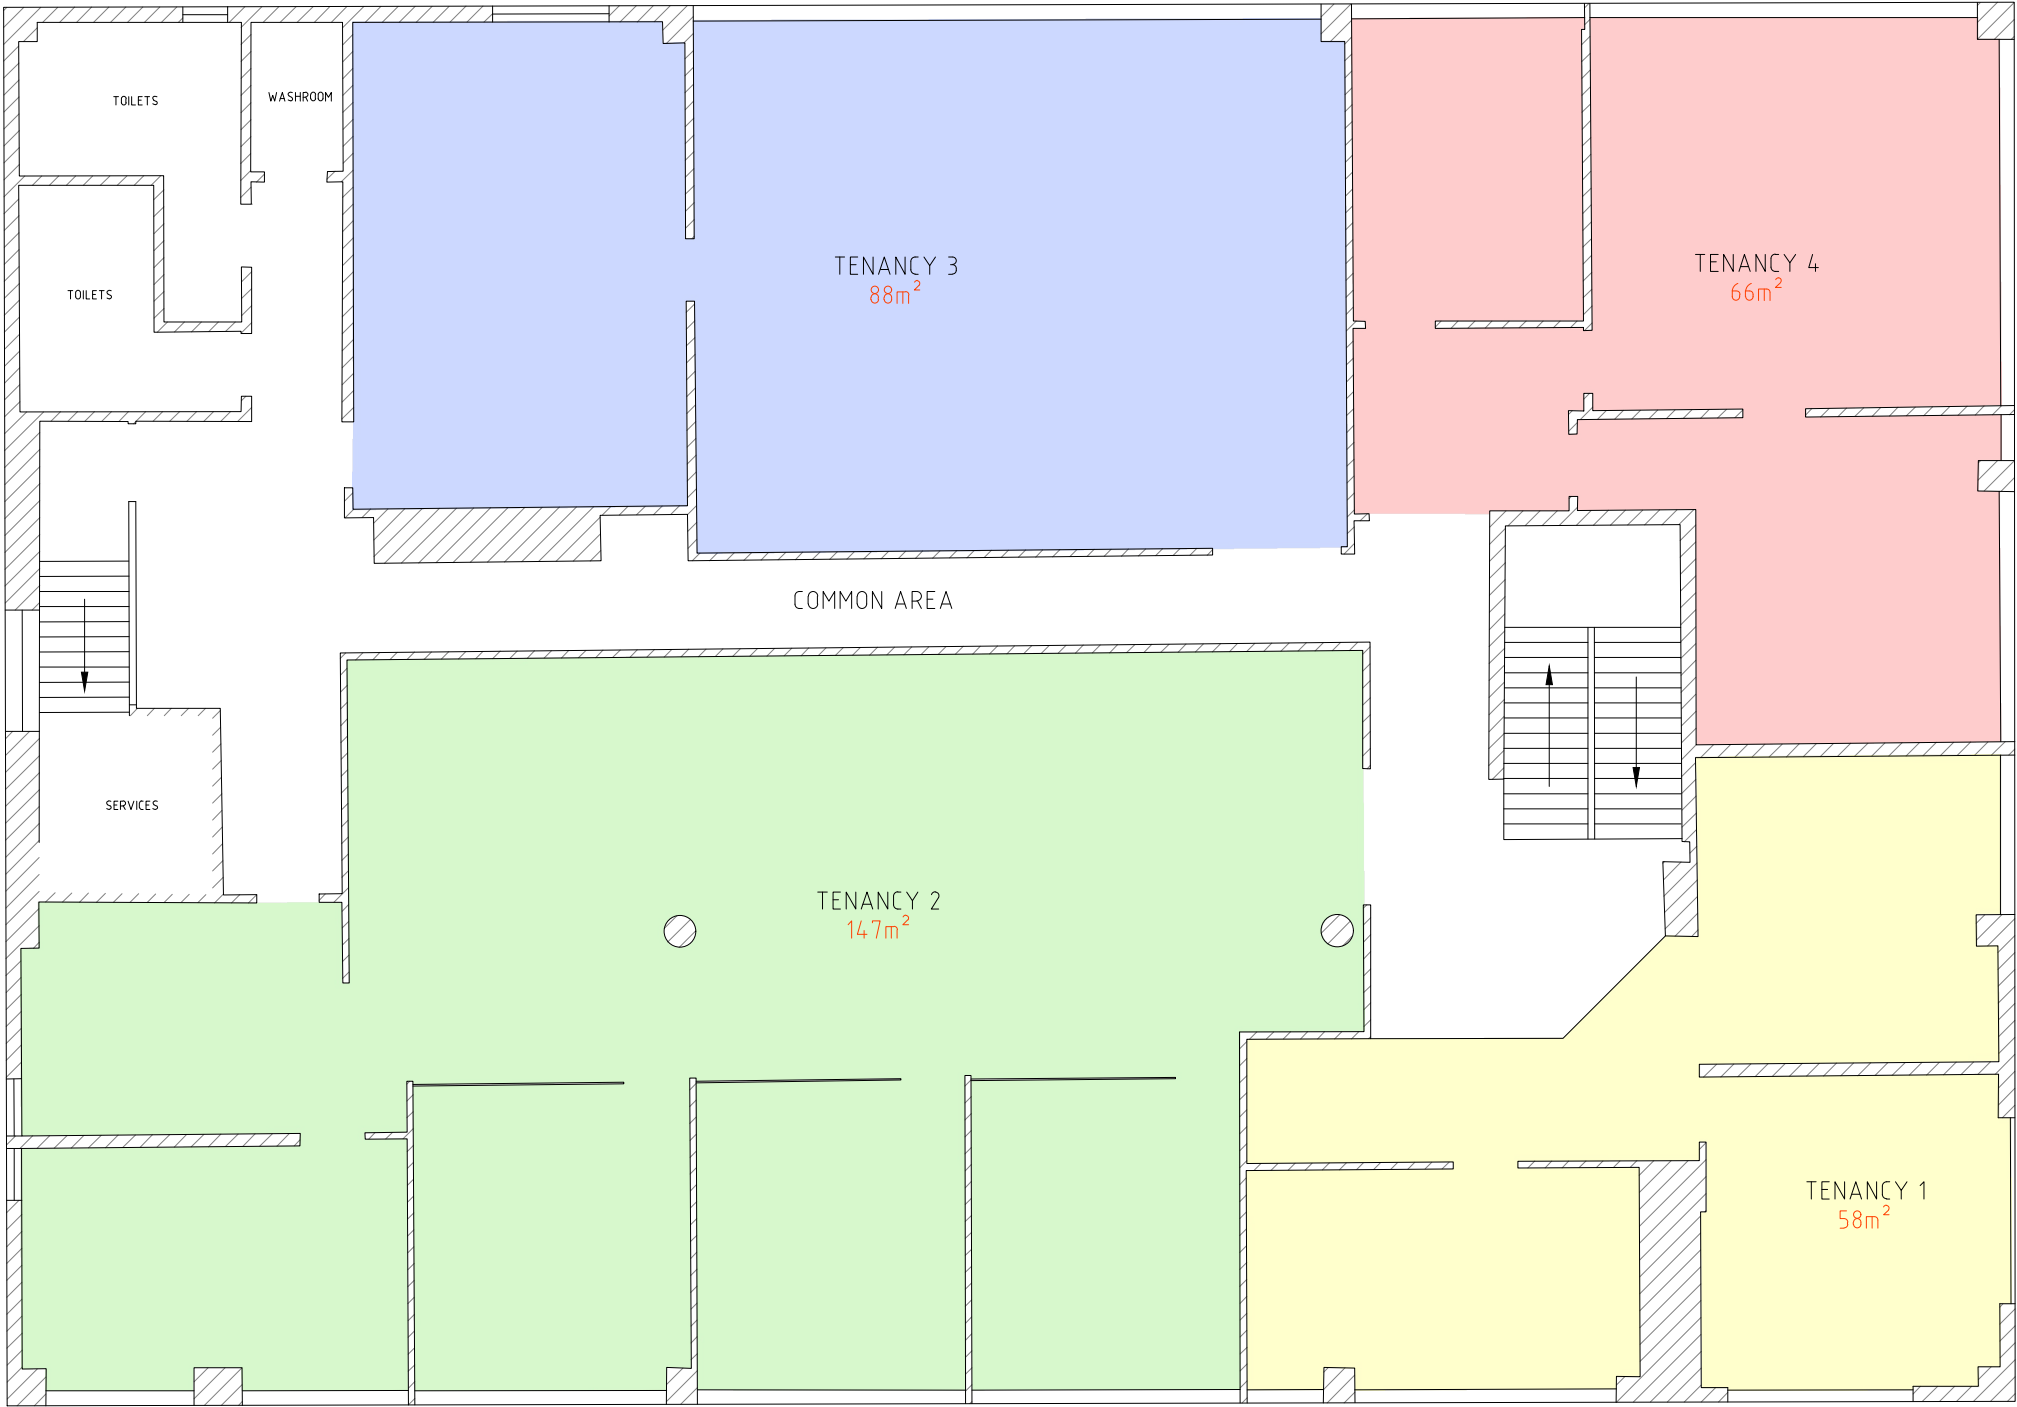 TOILETS
WASHROOM
TENANCY 3
88m²
TENANCY 4
66m²
TOILETS
COMMON AREA
SERVICES
TENANCY 2
147m²
TENANCY 1
58m²